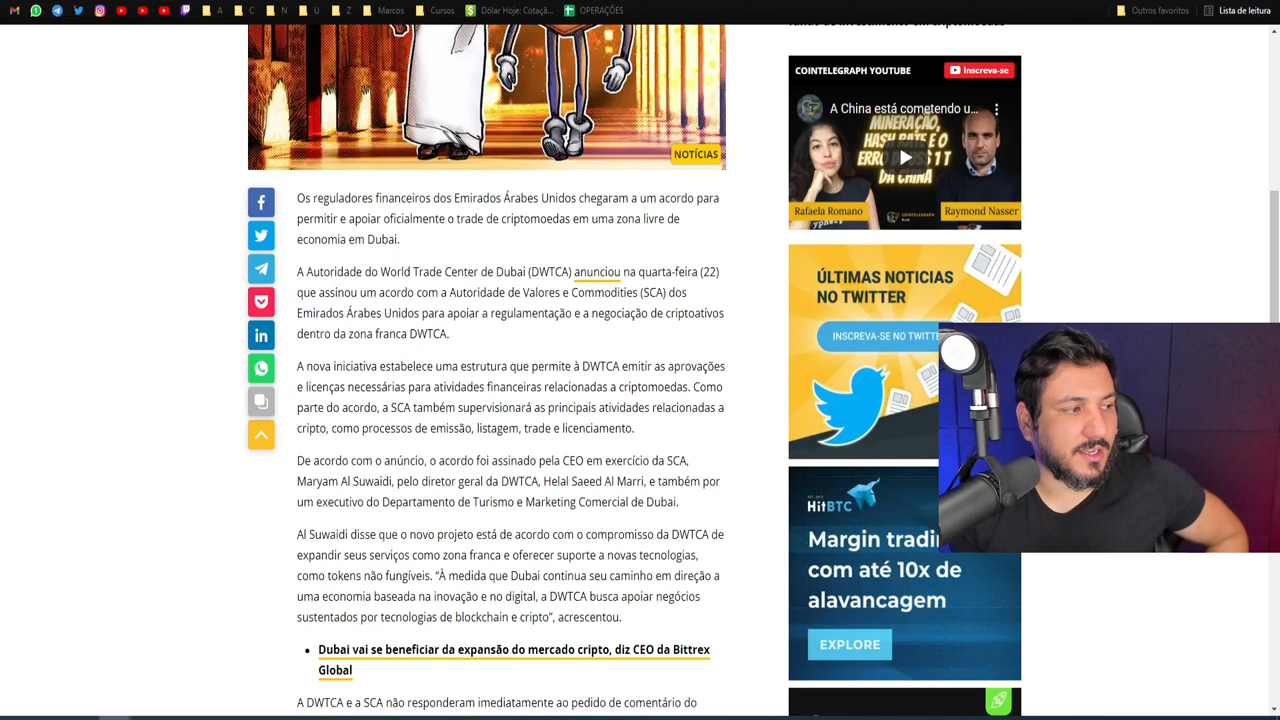 A
C
N
U
Z
Marcos
Cursos
Dólar Hoje: Cotaçã...
OPERAÇÕES
Outros favoritos
Lista de leitura
NOTÍCIAS
Os reguladores financeiros dos Emirados Árabes Unidos chegaram a um acordo para
permitir e apoiar oficialmente o trade de criptomoedas em uma zona livre de
economia em Dubai.
A Autoridade do World Trade Center de Dubai (DWTCA) anunciou na quarta-feira (22)
que assinou um acordo com a Autoridade de Valores e Commodities (SCA) dos
Emirados Árabes Unidos para apoiar a regulamentação e a negociação de criptoativos
dentro da zona franca DWTCA.
A nova iniciativa estabelece uma estrutura que permite à DWTCA emitir as aprovações
e licenças necessárias para atividades financeiras relacionadas a criptomoedas. Como
parte do acordo, a SCA também supervisionará as principais atividades relacionadas a
cripto, como processos de emissão, listagem, trade e licenciamento.
De acordo com o anúncio, o acordo foi assinado pela CEO em exercício da SCA,
Maryam Al Suwaidi, pelo diretor geral da DWTCA, Helal Saeed Al Marri, e também por
um executivo do Departamento de Turismo e Marketing Comercial de Dubai.
Al Suwaidi disse que o novo projeto está de acordo com o compromisso da DWTCA de
expandir seus serviços como zona franca e oferecer suporte a novas tecnologias,
como tokens não fungíveis. “À medida que Dubai continua seu caminho em direção a
uma economia baseada na inovação e no digital, a DWTCA busca apoiar negócios
sustentados por tecnologias de blockchain e cripto”, acrescentou.
Dubai vai se beneficiar da expansão do mercado cripto, diz CEO da Bittrex
Global
A DWTCA e a SCA não responderam imediatamente ao pedido de comentário do
COINTELEGRAPH YOUTUBE
Inscreva-se
A China está cometendo u...
MINERAÇÃO,
HASH RATE E O
ERRO DE US$ 1 T
DA CHINA
Rafaela Romano
COINTELEGRAPH
Raymond Nasser
ÚLTIMAS NOTICIAS
NO TWITTER
INSCREVA-SE NO TWITTE
HitBTC
Margin tradi
com até 10x de
alavancagem
EXPLORE